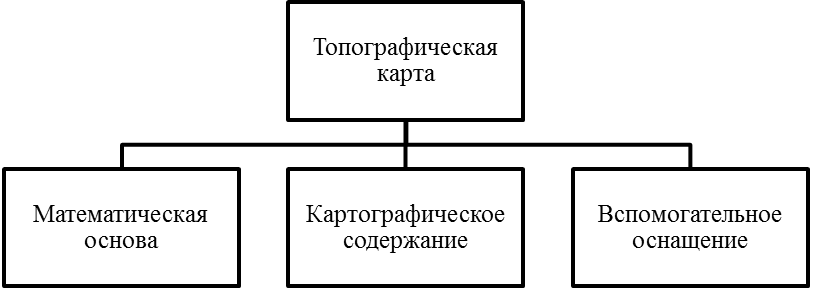 Топографическая
карта
Математическая
основа
Картографическое
содержание
Вспомогательное
оснащение